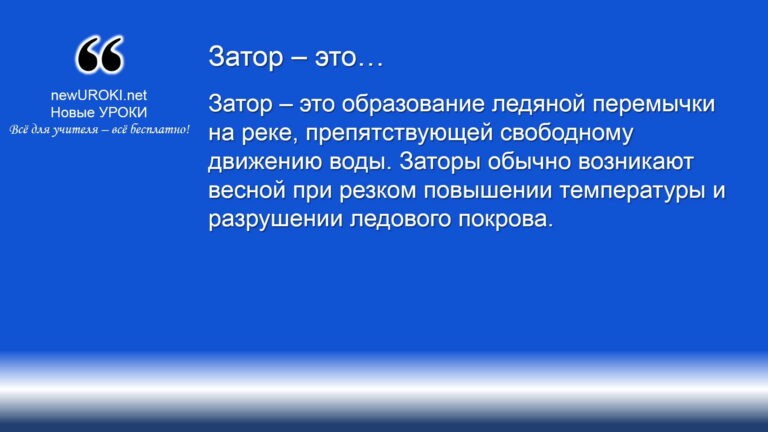 ❝
newUROKI.net
Новые УРОКИ
Всё для учителя – всё бесплатно!
Затор – это…
Затор – это образование ледяной перемычки
на реке, препятствующей свободному
движению воды. Заторы обычно возникают
весной при резком повышении температуры и
разрушении ледового покрова.